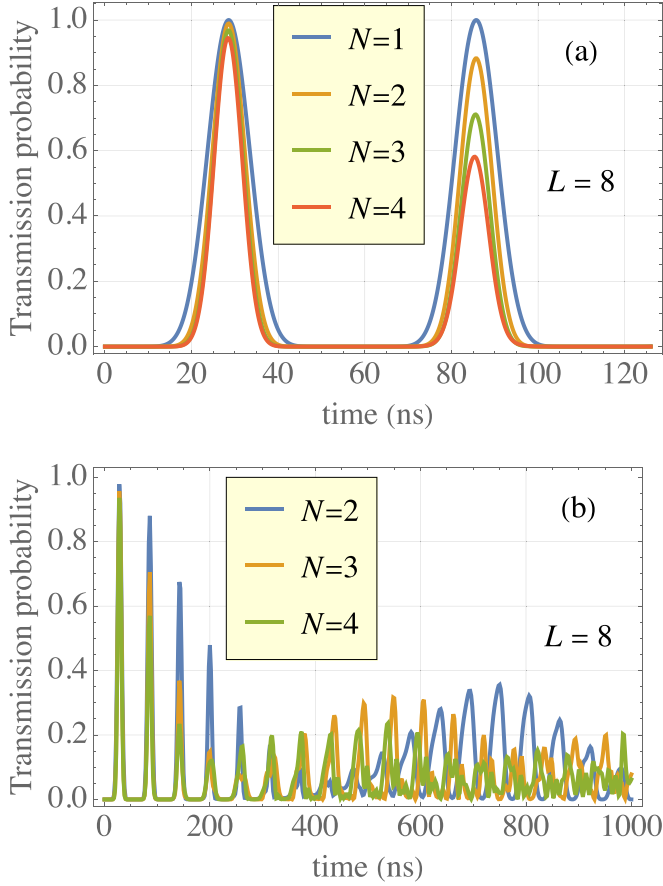 Transmission probability
1.0
0.8
0.6
0.4
0.2
0.0
N=1
N=2
N=3
N=4
(a)
L = 8
0 20 40 60 80 100 120
time (ns)
Transmission probability
1.0
0.8
0.6
0.4
0.2
0.0
N=2
N=3
N=4
(b)
L = 8
0 200 400 600 800 1000
time (ns)